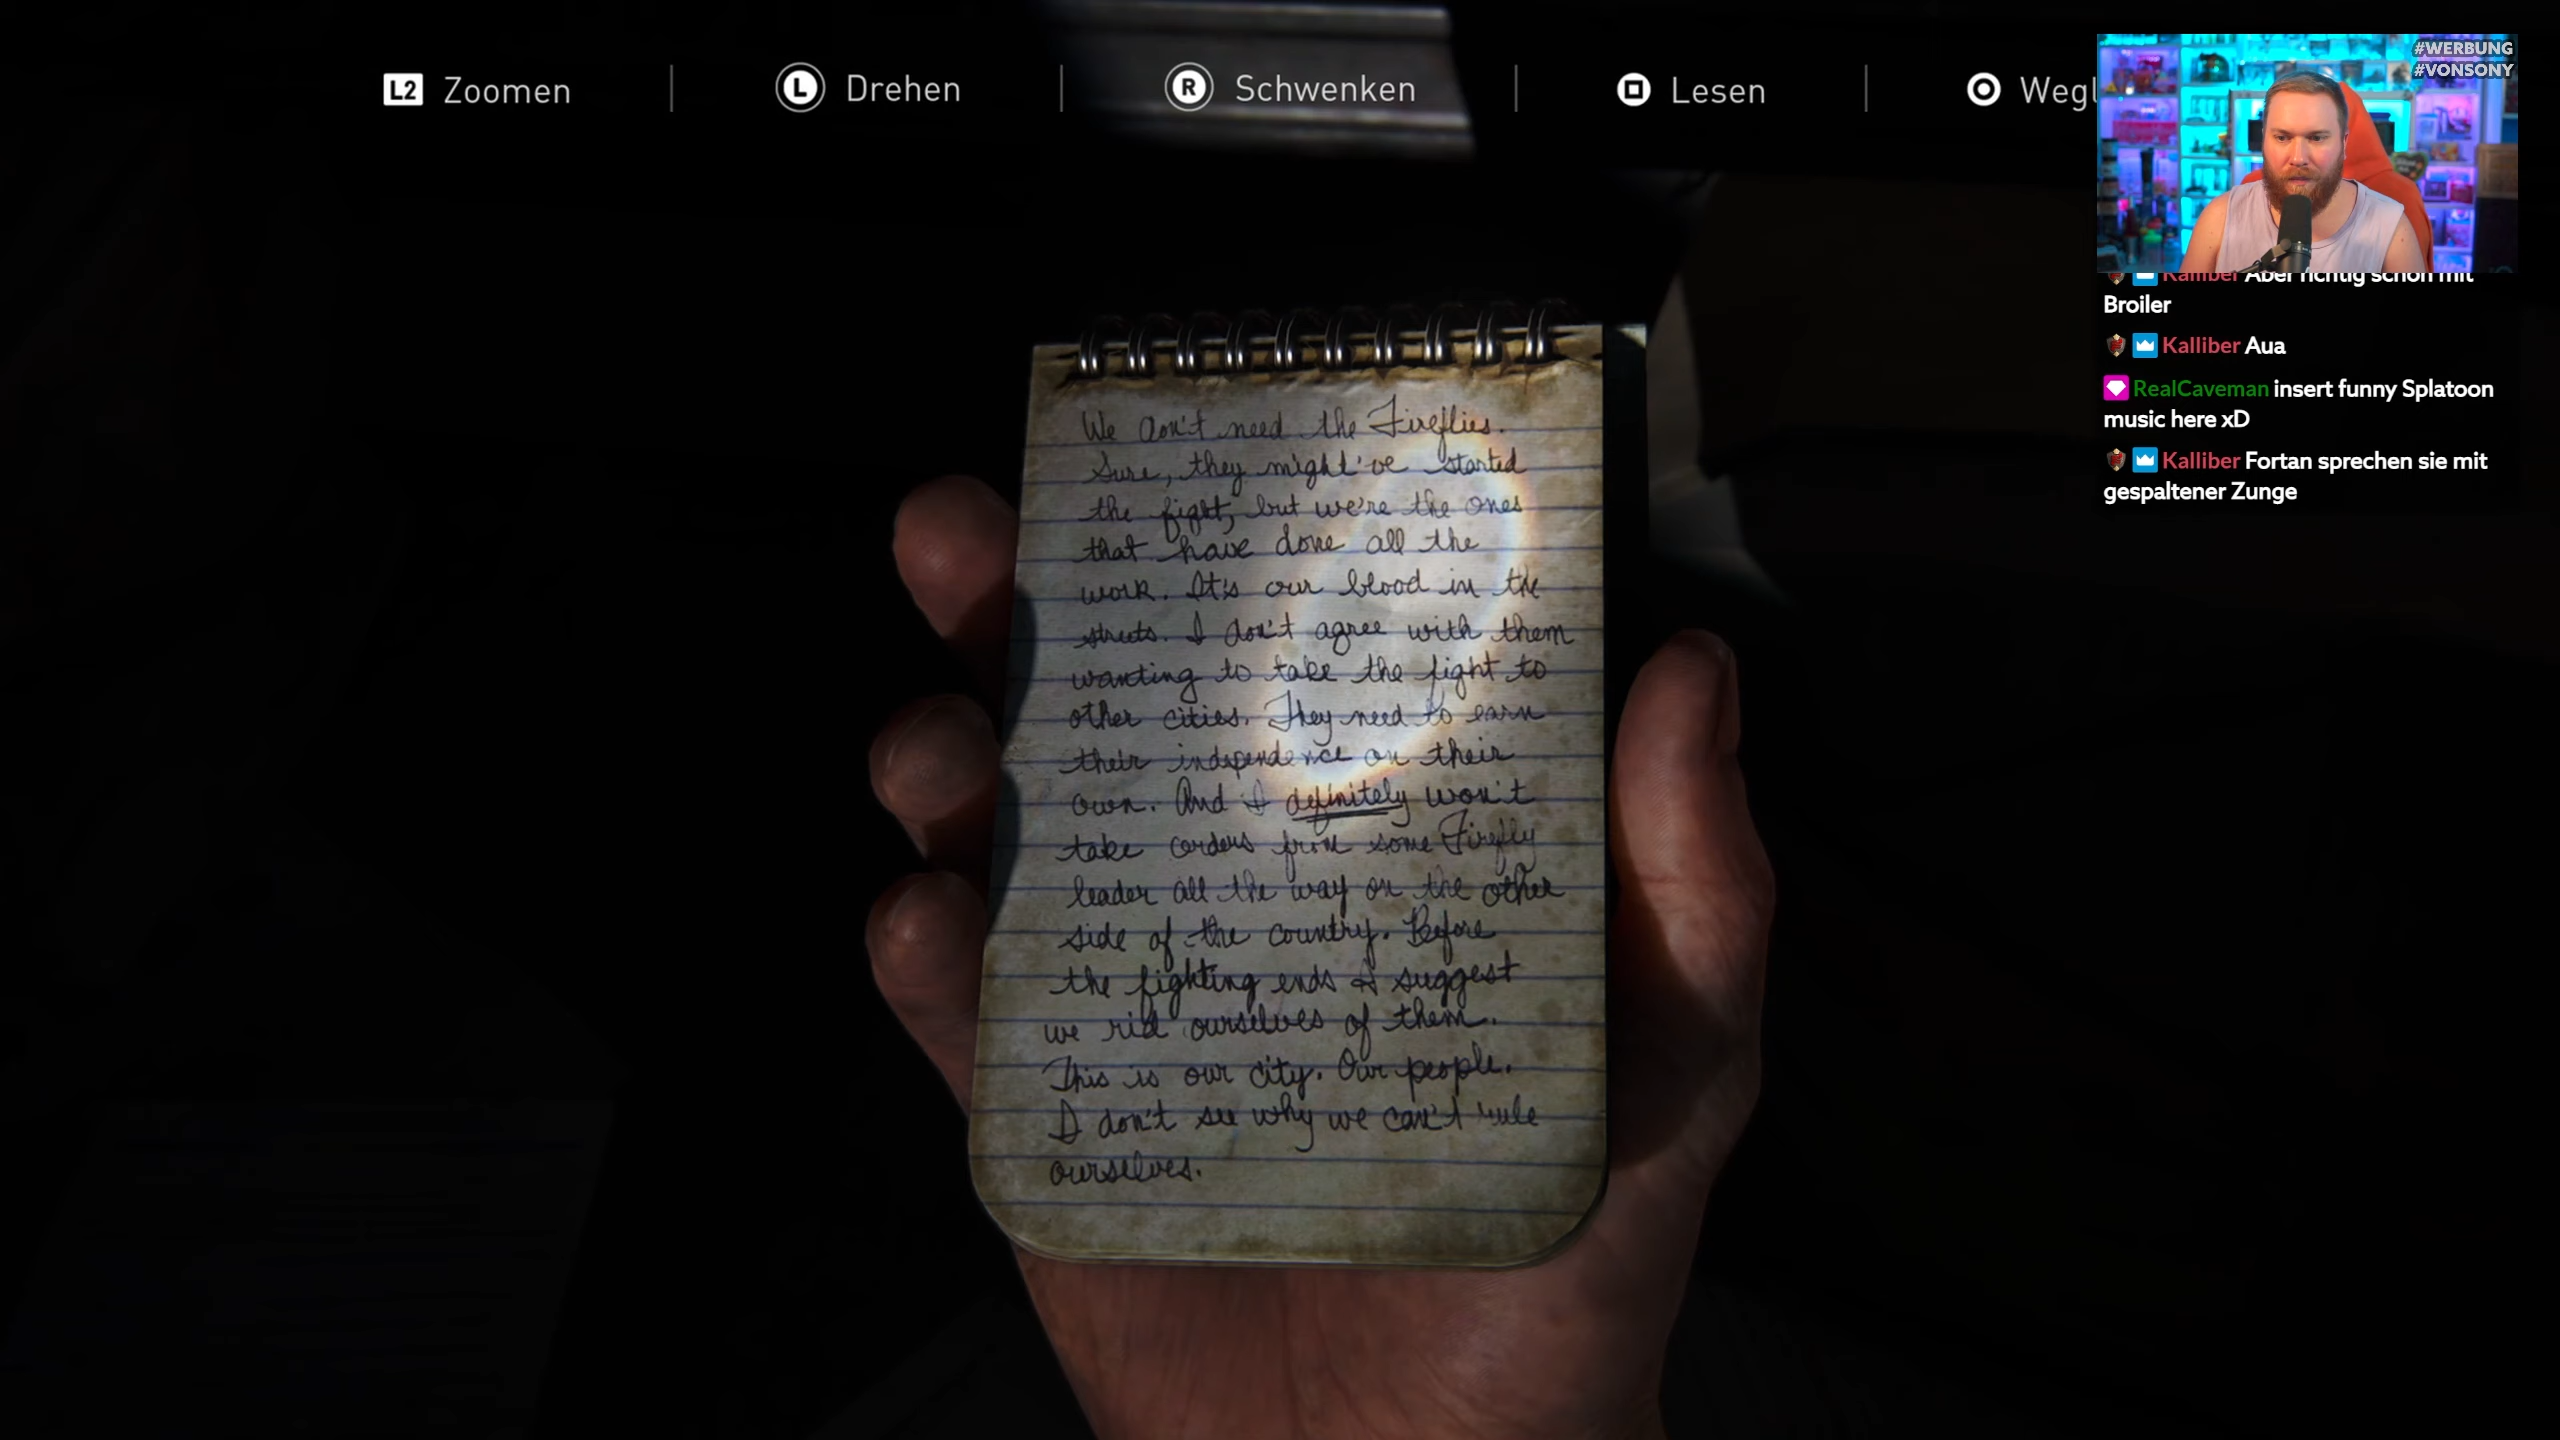 L2 Zoomen
L Drehen
R Schwenken
Lesen
Wegl
#WERBUNG
#VONSONY
Kalliber Aber richtig schön mit
Broiler
Kalliber Aua
RealCaveman insert funny Splatoon
music here xD
Kalliber Fortan sprechen sie mit
gespaltener Zunge
We don't need the Fireflies.
Sure, they might've started
the fight, but we're the ones
that have done all the
work. It's our blood in the
streets. I don't agree with them
wanting to take the fight to
other cities. They need to earn
their independence on their
own. And I definitely won't
take orders from some Firefly
leader all the way on the other
side of the country. Before
the fighting ends I suggest
we rid ourselves of them.
This is our city. Our people.
I don't see why we can't rule
ourselves.